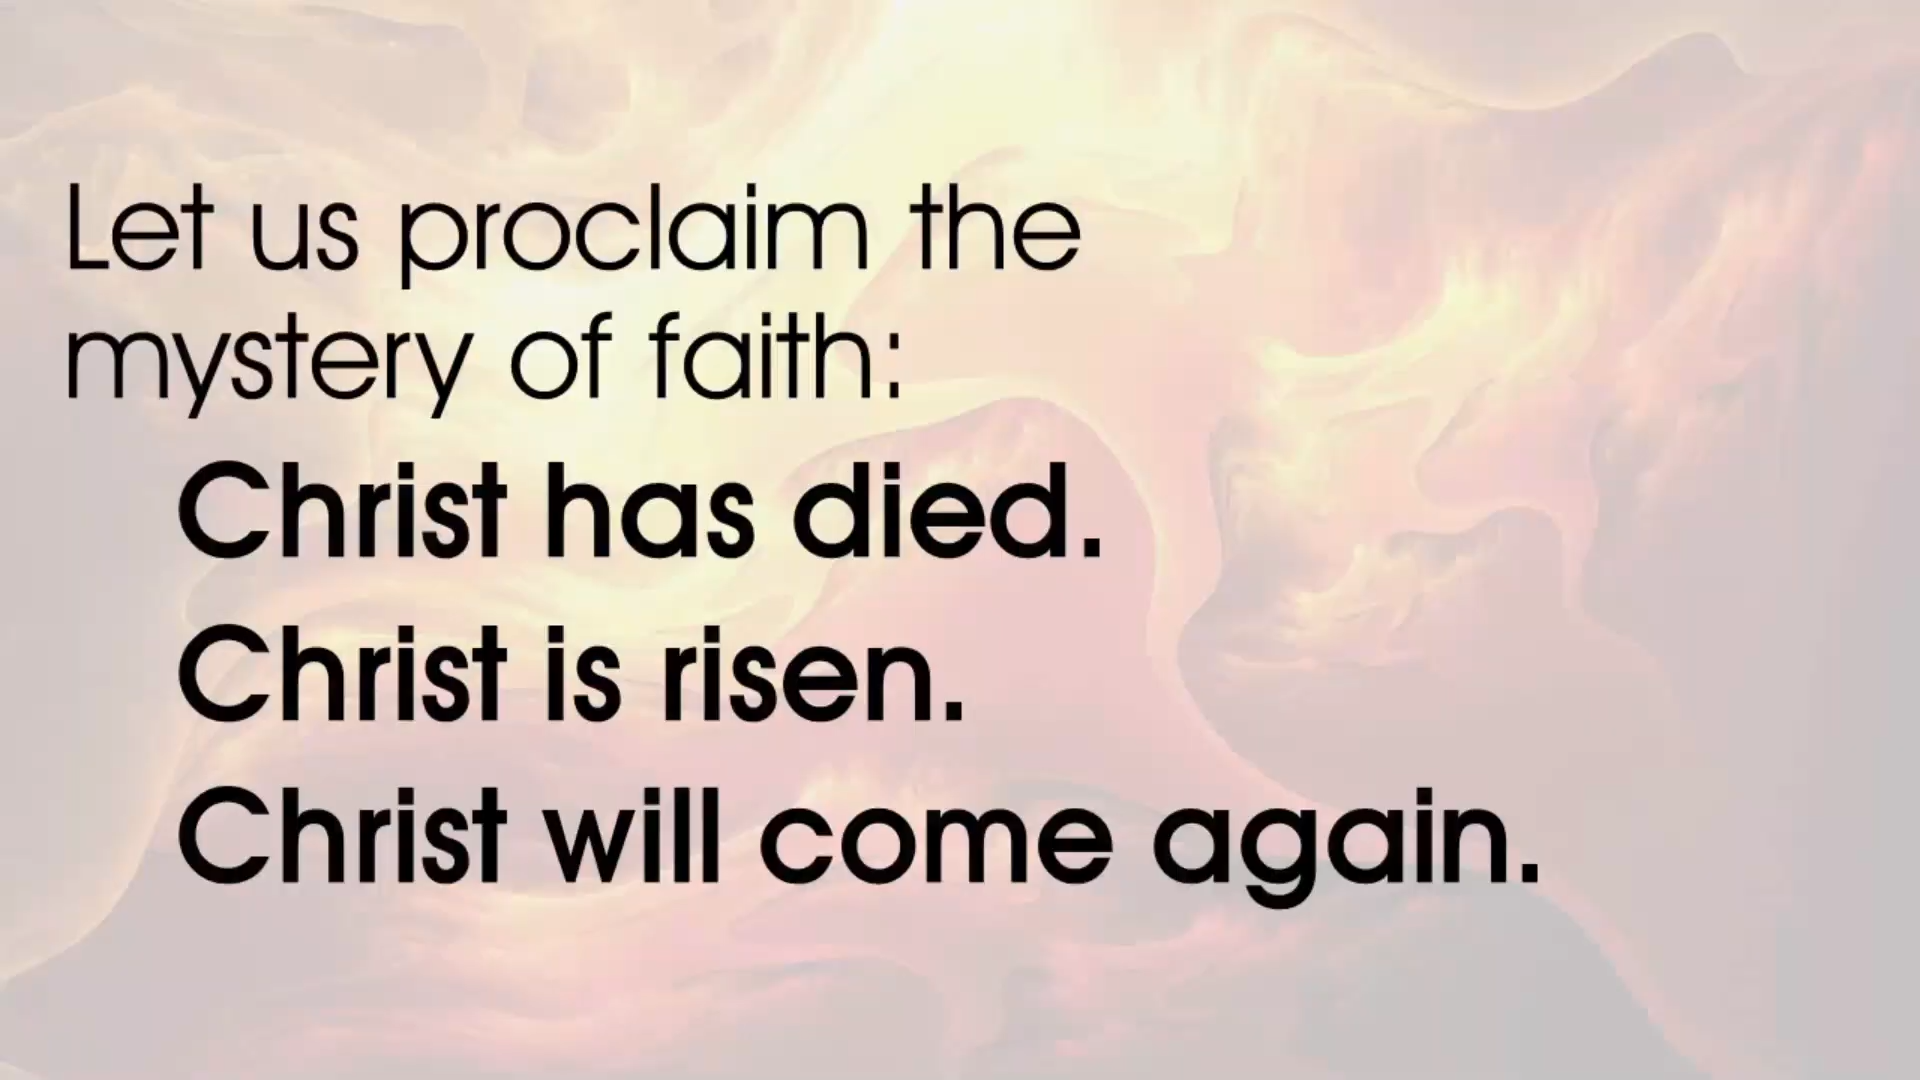 Let us proclaim the
mystery of faith:
Christ has died.
Christ is risen.
Christ will come again.